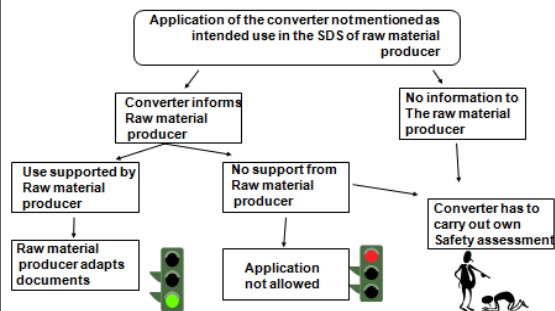 Application of the converter not mentioned as
intended use in the SDS of raw material
producer
Converter informs
Raw material
producer
No information to
The raw material
producer
Use supported by
Raw material
producer
No support from
Raw material
producer
Converter has to
carry out own
Safety assessment
Raw material
producer adapts
documents
Application
not allowed